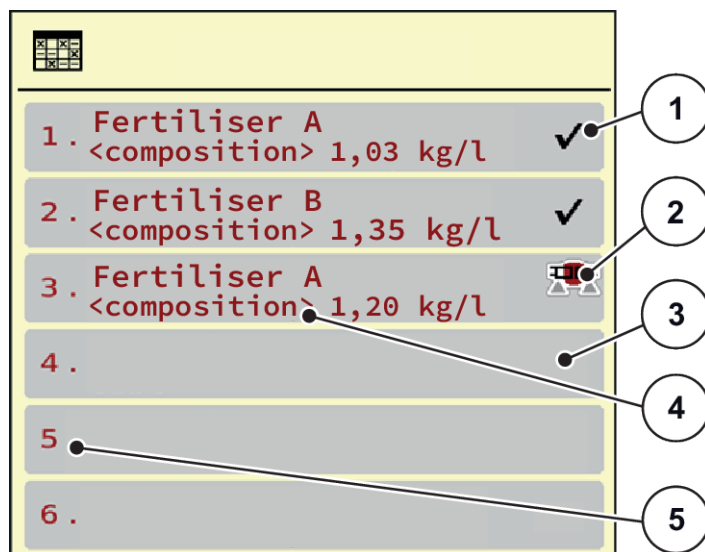 1. Fertiliser A
<composition> 1,03 kg/l
2. Fertiliser B
<composition> 1,35 kg/l
3. Fertiliser A
<composition> 1,20 kg/l
4.
5
6.
1
2
3
4
5